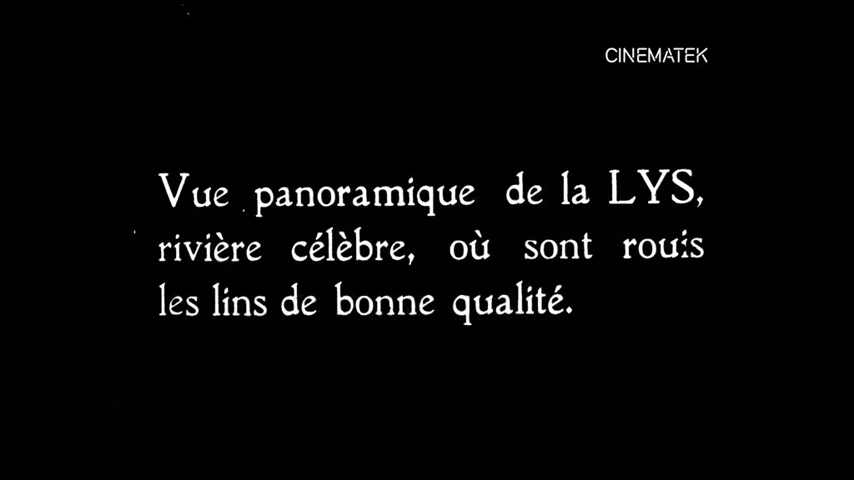 CINEMATEK
Vue panoramique de la LYS,
rivière célèbre, où sont rouis
les lins de bonne qualité.